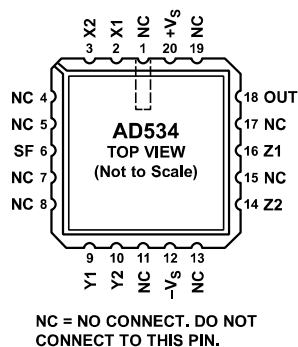 X2 X1 NC +VS NC
3 2 1 20 19
NC 4
NC 5
SF 6
NC 7
NC 8
AD534
TOP VIEW
(Not to Scale)
18 OUT
17 NC
16 Z1
15 NC
14 Z2
9 10 11 12 13
Y1 Y2 NC –VS NC
NC = NO CONNECT. DO NOT
CONNECT TO THIS PIN.